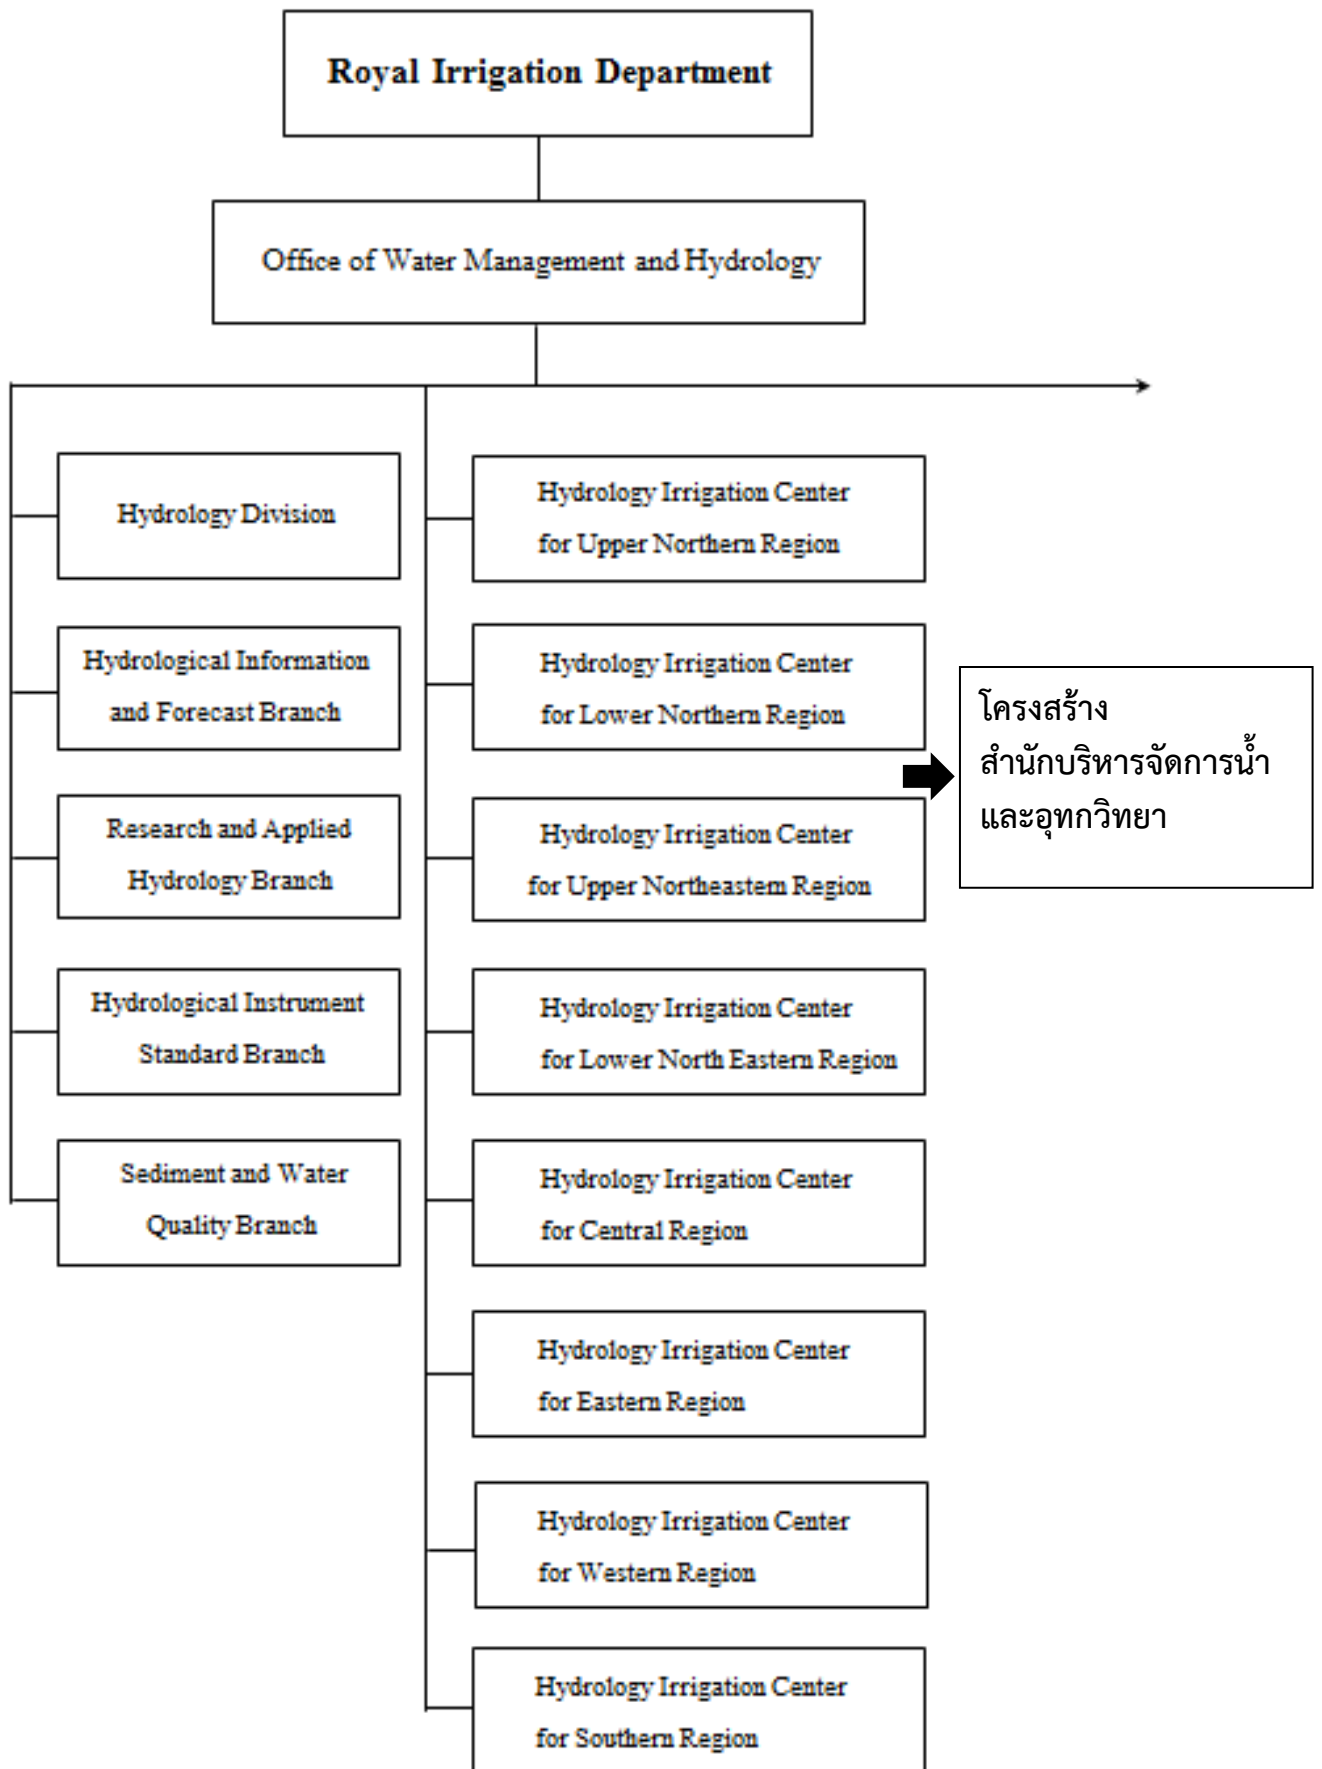 Royal Irrigation Department
Office of Water Management and Hydrology
Hydrology Division
Hydrological Information
and Forecast Branch
Research and Applied
Hydrology Branch
Hydrological Instrument
Standard Branch
Sediment and Water
Quality Branch
Hydrology Irrigation Center
for Upper Northern Region
Hydrology Irrigation Center
for Lower Northern Region
Hydrology Irrigation Center
for Upper Northeastern Region
Hydrology Irrigation Center
for Lower North Eastern Region
Hydrology Irrigation Center
for Central Region
Hydrology Irrigation Center
for Eastern Region
Hydrology Irrigation Center
for Western Region
Hydrology Irrigation Center
for Southern Region
โครงสร้าง
สำนักบริหารจัดการน้ำ
และอุทกวิทยา